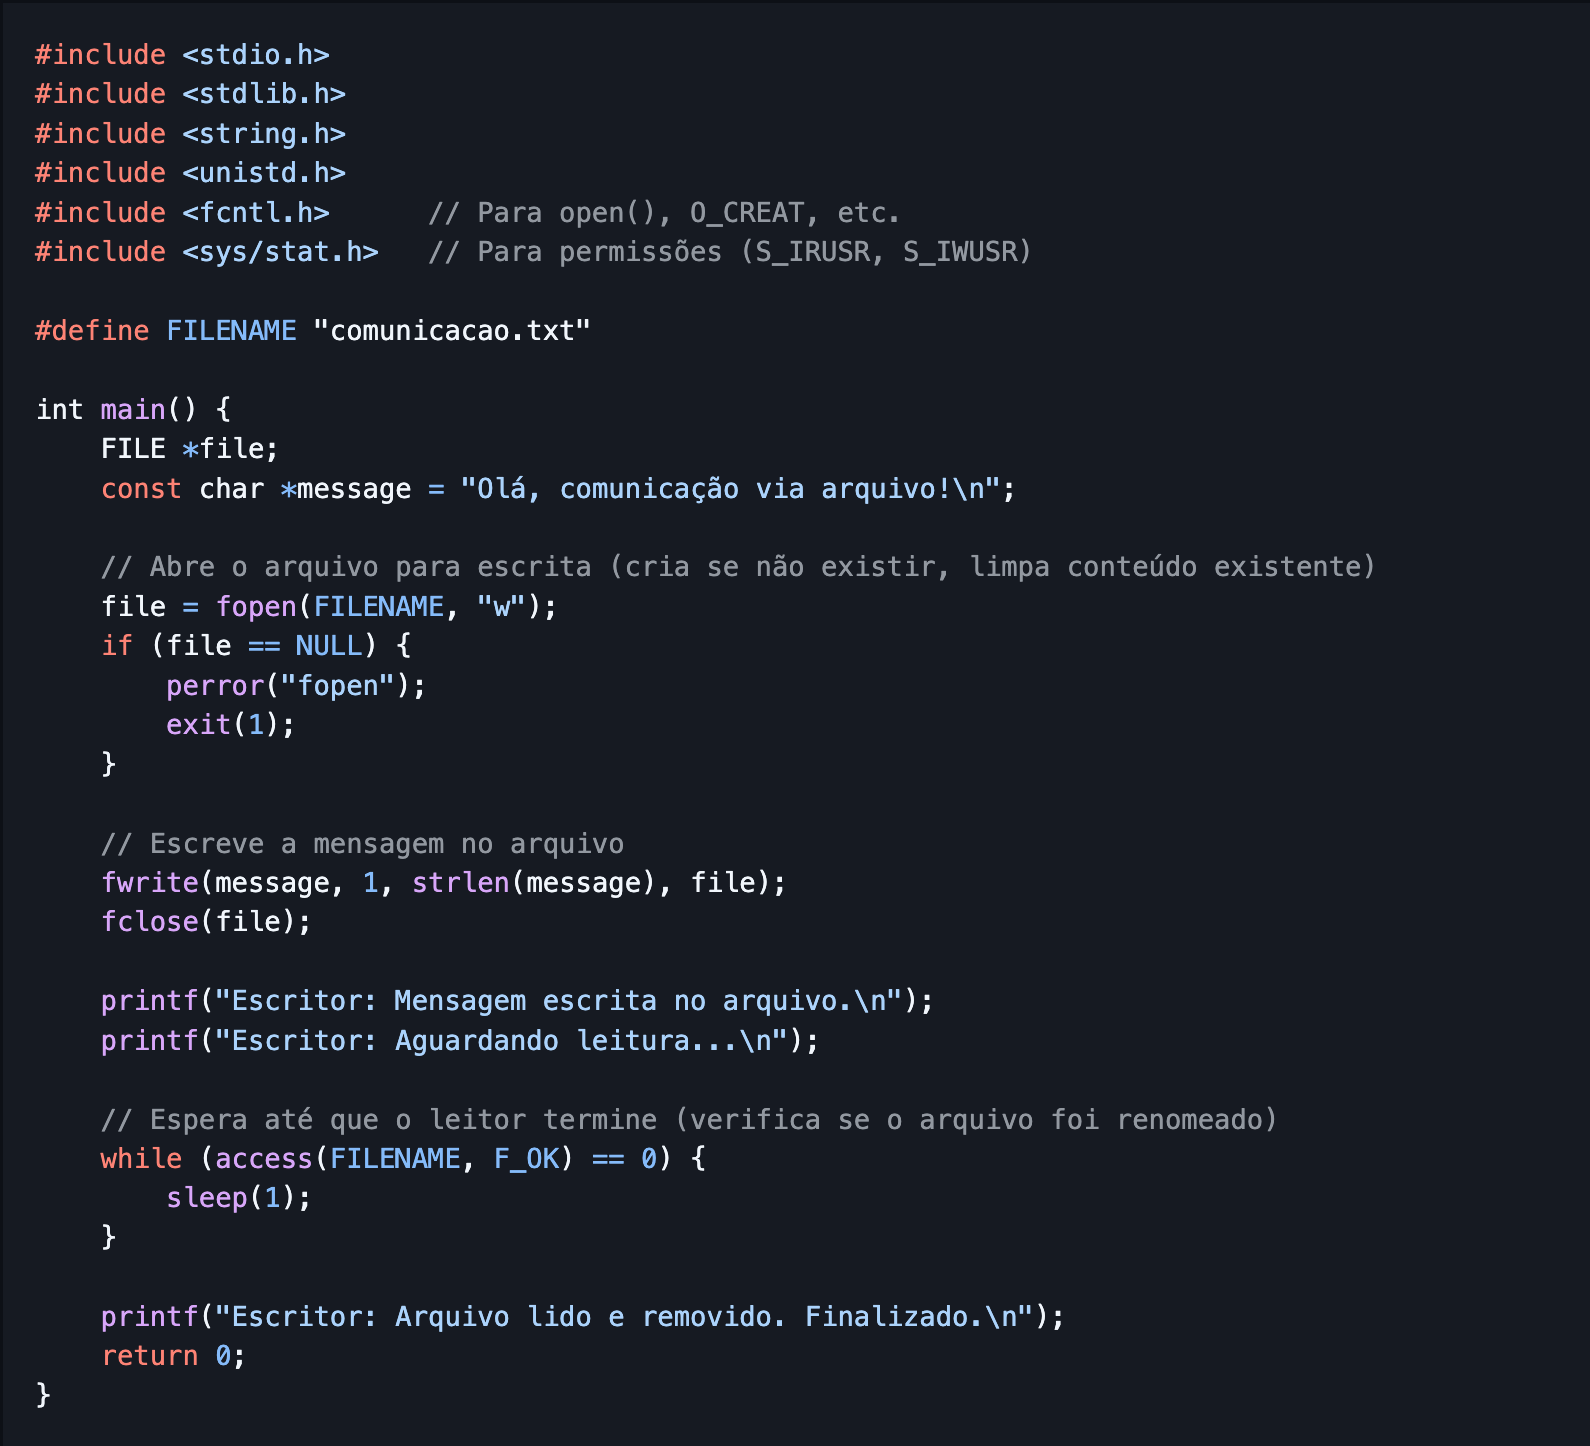 #include <stdio.h>
#include <stdlib.h>
#include <string.h>
#include <unistd.h>
#include <fcntl.h>      // Para open(), O_CREAT, etc.
#include <sys/stat.h>   // Para permissões (S_IRUSR, S_IWUSR)

#define FILENAME "comunicacao.txt"

int main() {
    FILE *file;
    const char *message = "Olá, comunicação via arquivo!\n";

    // Abre o arquivo para escrita (cria se não existir, limpa conteúdo existente)
    file = fopen(FILENAME, "w");
    if (file == NULL) {
        perror("fopen");
        exit(1);
    }

    // Escreve a mensagem no arquivo
    fwrite(message, 1, strlen(message), file);
    fclose(file);

    printf("Escritor: Mensagem escrita no arquivo.\n");
    printf("Escritor: Aguardando leitura...\n");

    // Espera até que o leitor termine (verifica se o arquivo foi renomeado)
    while (access(FILENAME, F_OK) == 0) {
        sleep(1);
    }

    printf("Escritor: Arquivo lido e removido. Finalizado.\n");
    return 0;
}